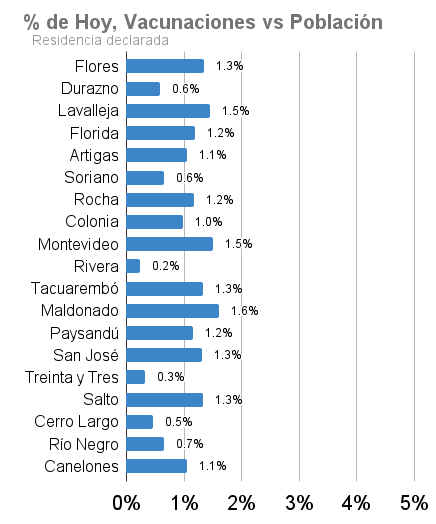 % de Hoy, Vacunaciones vs Población
Residencia declarada
Flores 1.3%
Durazno 0.6%
Lavalleja 1.5%
Florida 1.2%
Artigas 1.1%
Soriano 0.6%
Rocha 1.2%
Colonia 1.0%
Montevideo 1.5%
Rivera 0.2%
Tacuarembó 1.3%
Maldonado 1.6%
Paysandú 1.2%
San José 1.3%
Treinta y Tres 0.3%
Salto 1.3%
Cerro Largo 0.5%
Río Negro 0.7%
Canelones 1.1%
0% 1% 2% 3% 4% 5%